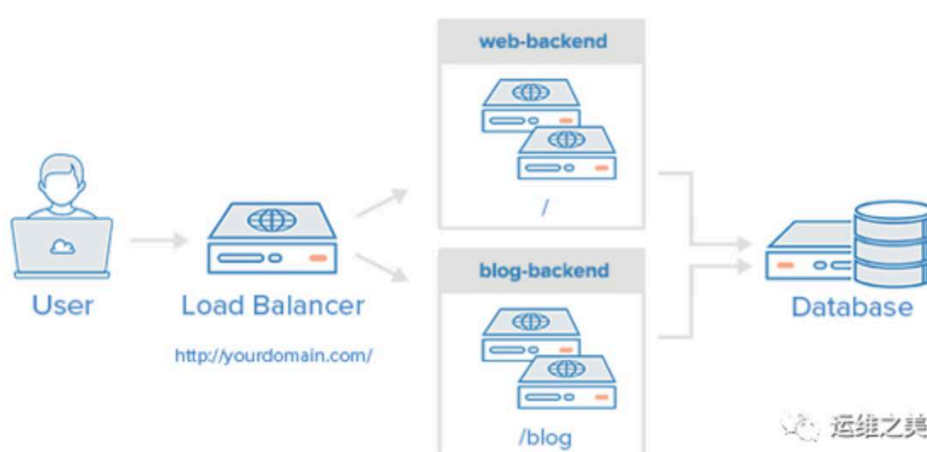 web-backend
/
User
Load Balancer
http://yourdomain.com/
blog-backend
/blog
Database
运维之美